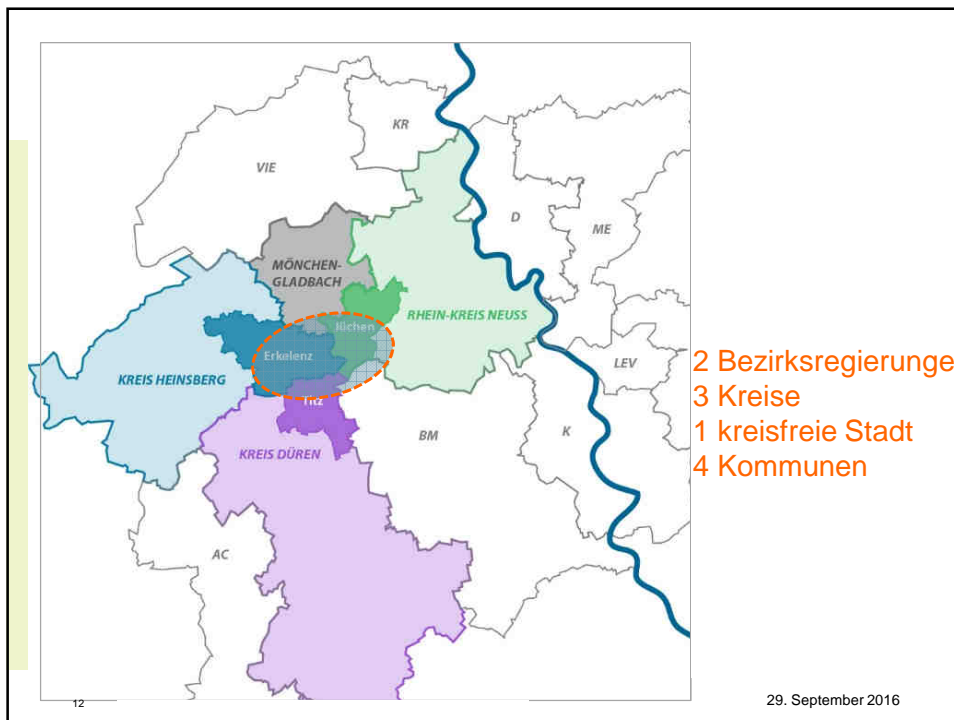 KR
VIE
D
ME
MÖNCHEN-
GLADBACH
RHEIN-KREIS NEUSS
Jüchen
Erkelenz
LEV
KREIS HEINSBERG
Titz
BM
K
KREIS DÜREN
AC
2 Bezirksregierunge
3 Kreise
1 kreisfreie Stadt
4 Kommunen
12
29. September 2016